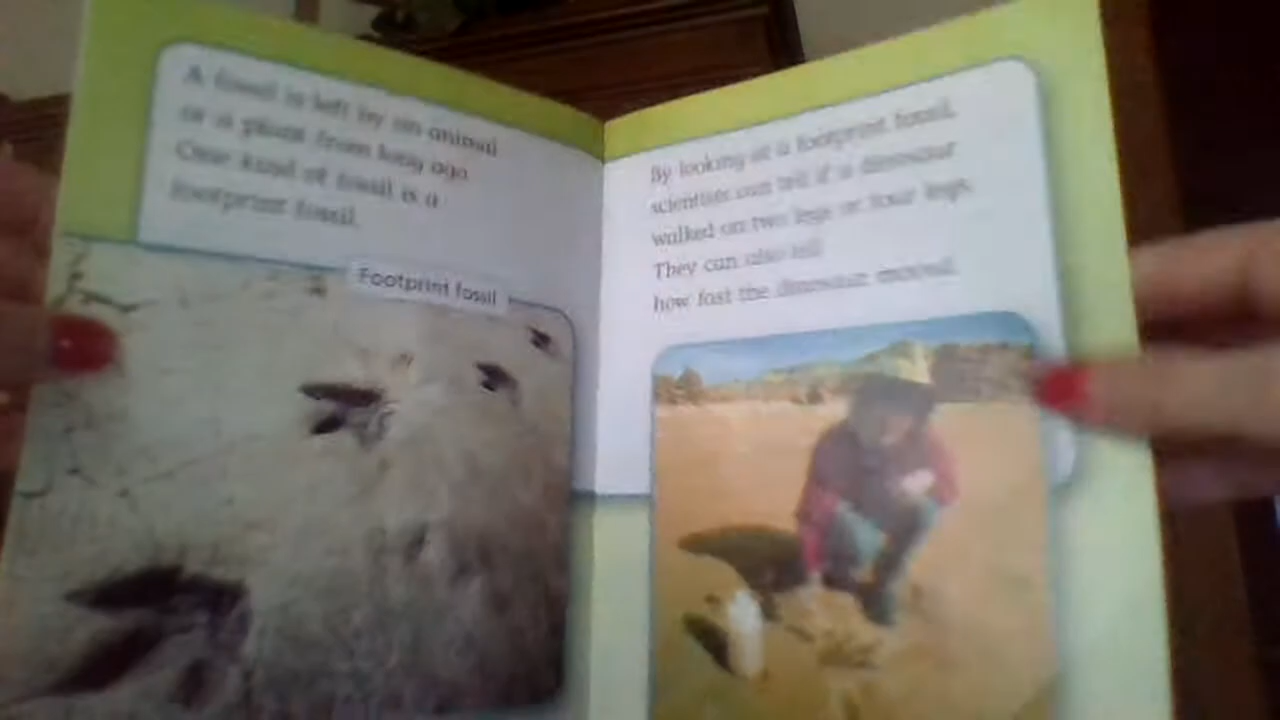 A fossil is left by an animal
or a plant from long ago.
One kind of fossil is a
footprint fossil.
Footprint fossil
By looking at a footprint fossil,
scientists can tell if a dinosaur
walked on two legs or four legs.
They can also tell
how fast the dinosaur moved.